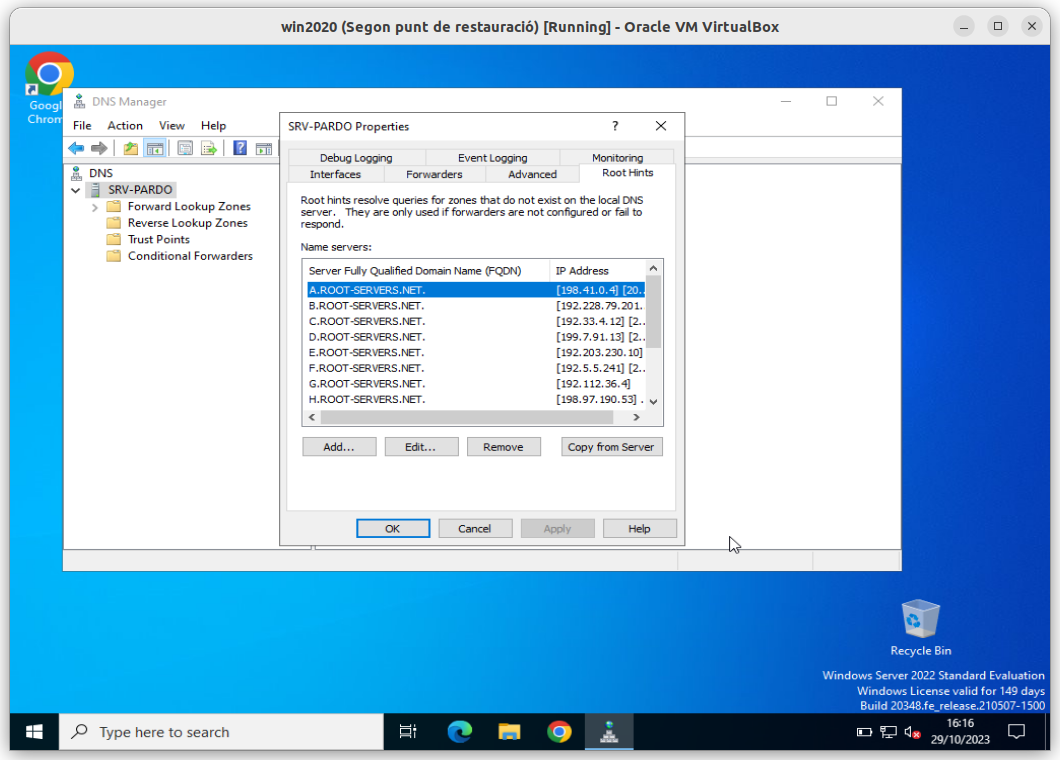 win2020 (Segon punt de restauració) [Running] - Oracle VM VirtualBox
Googl
Chrom
DNS Manager
File Action View Help
DNS
SRV-PARDO
Forward Lookup Zones
Reverse Lookup Zones
Trust Points
Conditional Forwarders
SRV-PARDO Properties
?
Debug Logging Event Logging Monitoring
Interfaces Forwarders Advanced Root Hints
Root hints resolve queries for zones that do not exist on the local DNS
server. They are only used if forwarders are not configured or fail to
respond.
Name servers:
Server Fully Qualified Domain Name (FQDN) IP Address
A.ROOT-SERVERS.NET. [198.41.0.4] [20..
B.ROOT-SERVERS.NET. [192.228.79.201.
C.ROOT-SERVERS.NET. [192.33.4.12] [2..
D.ROOT-SERVERS.NET. [199.7.91.13] [2..
E.ROOT-SERVERS.NET. [192.203.230.10]
F.ROOT-SERVERS.NET. [192.5.5.241] [2..
G.ROOT-SERVERS.NET. [192.112.36.4]
H.ROOT-SERVERS.NET. [198.97.190.53] .
Add... Edit... Remove Copy from Server
OK Cancel Apply Help
Recycle Bin
Windows Server 2022 Standard Evaluation
Windows License valid for 149 days
Build 20348.fe_release.210507-1500
Type here to search
16:16
29/10/2023